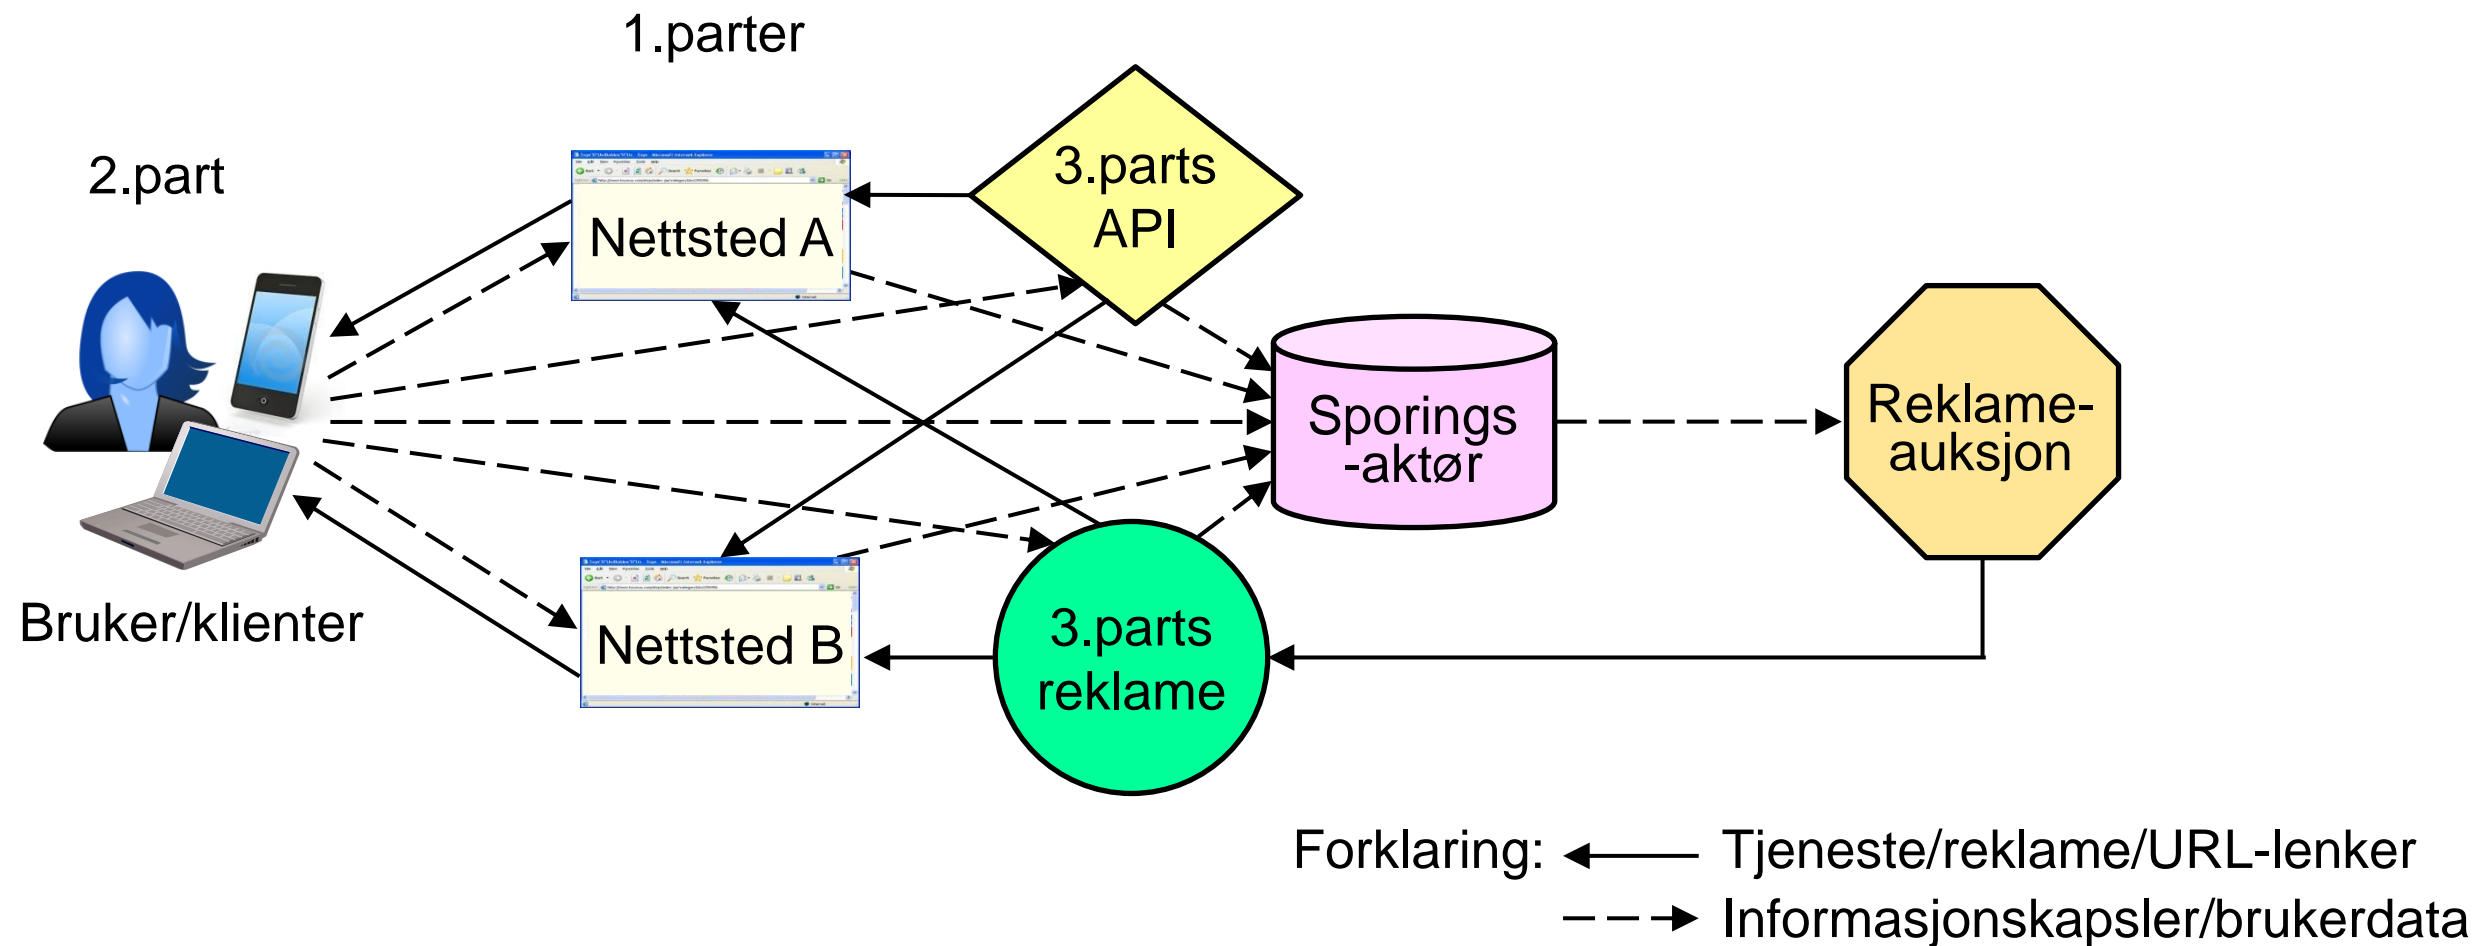 1.parter
2.part
3.parts
API
Nettsted A
Sporings
-aktør
Reklame-
auksjon
Bruker/klienter
Nettsted B
3.parts
reklame
Forklaring:
Tjeneste/reklame/URL-lenker
Informasjonskapsler/brukerdata